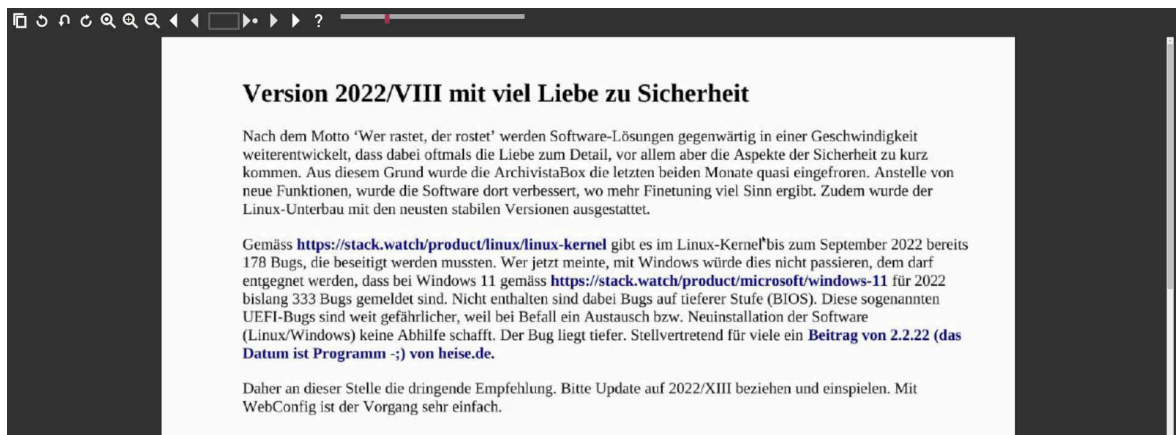 ?
Version 2022/VIII mit viel Liebe zu Sicherheit
Nach dem Motto ‘Wer rastet, der rostet’ werden Software-Lösungen gegenwärtig in einer Geschwindigkeit
weiterentwickelt, dass dabei oftmals die Liebe zum Detail, vor allem aber die Aspekte der Sicherheit zu kurz
kommen. Aus diesem Grund wurde die ArchivistaBox die letzten beiden Monate quasi eingefroren. Anstelle von
neue Funktionen, wurde die Software dort verbessert, wo mehr Finetuning viel Sinn ergibt. Zudem wurde der
Linux-Unterbau mit den neusten stabilen Versionen ausgestattet.
Gemäss https://stack.watch/product/linux/linux-kernel gibt es im Linux-Kernel bis zum September 2022 bereits
178 Bugs, die beseitigt werden mussten. Wer jetzt meinte, mit Windows würde dies nicht passieren, dem darf
entgegnet werden, dass bei Windows 11 gemäss https://stack.watch/product/microsoft/windows-11 für 2022
bislang 333 Bugs gemeldet sind. Nicht enthalten sind dabei Bugs auf tieferer Stufe (BIOS). Diese sogenannten
UEFI-Bugs sind weit gefährlicher, weil bei Befall ein Austausch bzw. Neuinstallation der Software
(Linux/Windows) keine Abhilfe schafft. Der Bug liegt tiefer. Stellvertretend für viele ein Beitrag von 2.2.22 (das
Datum ist Programm -;) von heise.de.
Daher an dieser Stelle die dringende Empfehlung. Bitte Update auf 2022/XIII beziehen und einspielen. Mit
WebConfig ist der Vorgang sehr einfach.